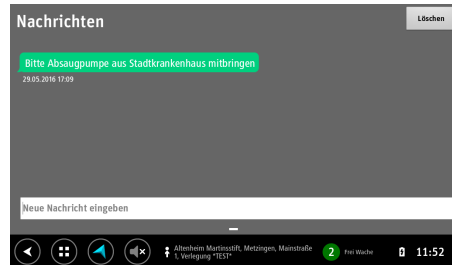 Nachrichten
Löschen
Bitte Absaugpumpe aus Stadtkrankenhaus mitbringen
29.05.2016 17:09
Neue Nachricht eingeben
Altenheim Martinsstift, Metzingen, Mainstraße
1, Verlegung *TEST*
2
Frei Wache
11:52